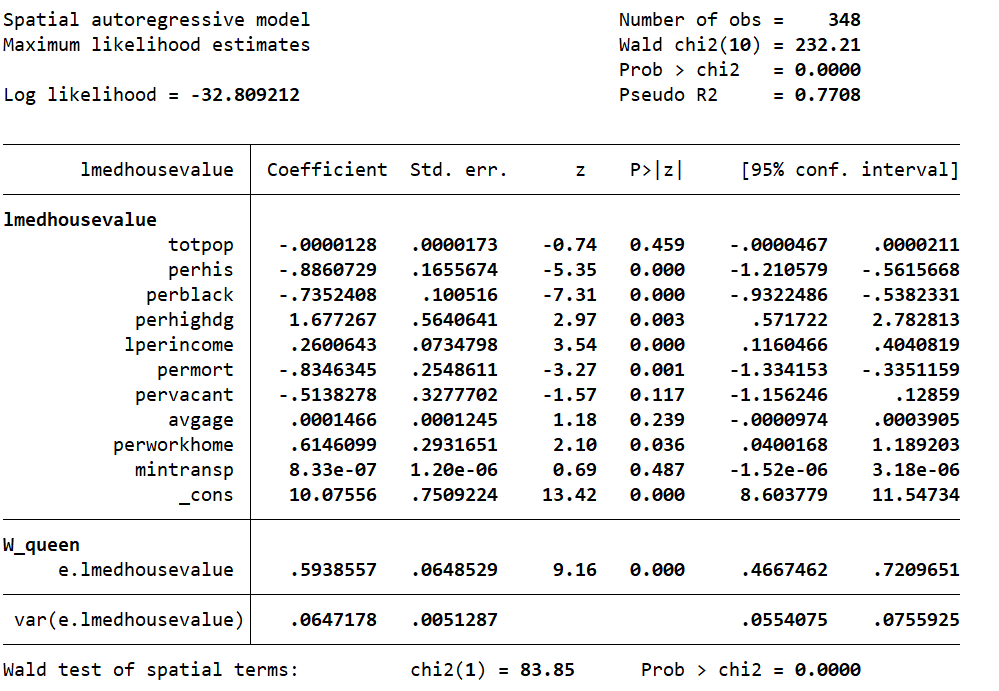 Spatial autoregressive model Number of obs = 348
Maximum likelihood estimates Wald chi2(10) = 232.21
Prob > chi2 = 0.0000
Log likelihood = -32.809212 Pseudo R2 = 0.7708
lmedhousevalue Coefficient Std. err. z P>|z| [95% conf. interval]
lmedhousevalue
totpop -.0000128 .0000173 -0.74 0.459 -.0000467 .0000211
perhis -.8860729 .1655674 -5.35 0.000 -1.210579 -.5615668
perblack -.7352408 .100516 -7.31 0.000 -.9322486 -.5382331
perhighdg 1.677267 .5640641 2.97 0.003 .571722 2.782813
lperincome .2600643 .0734798 3.54 0.000 .1160466 .4040819
permort -.8346345 .2548611 -3.27 0.001 -1.334153 -.3351159
pervacant -.5138278 .3277702 -1.57 0.117 -1.156246 .12859
avgage .0001466 .0001245 1.18 0.239 -.0000974 .0003905
perworkhome .6146099 .2931651 2.10 0.036 .0400168 1.189203
mintransp 8.33e-07 1.20e-06 0.69 0.487 -1.52e-06 3.18e-06
_cons 10.07556 .7509224 13.42 0.000 8.603779 11.54734
W_queen
e.lmedhousevalue .5938557 .0648529 9.16 0.000 .4667462 .7209651
var(e.lmedhousevalue) .0647178 .0051287 .0554075 .0755925
Wald test of spatial terms: chi2(1) = 83.85 Prob > chi2 = 0.0000